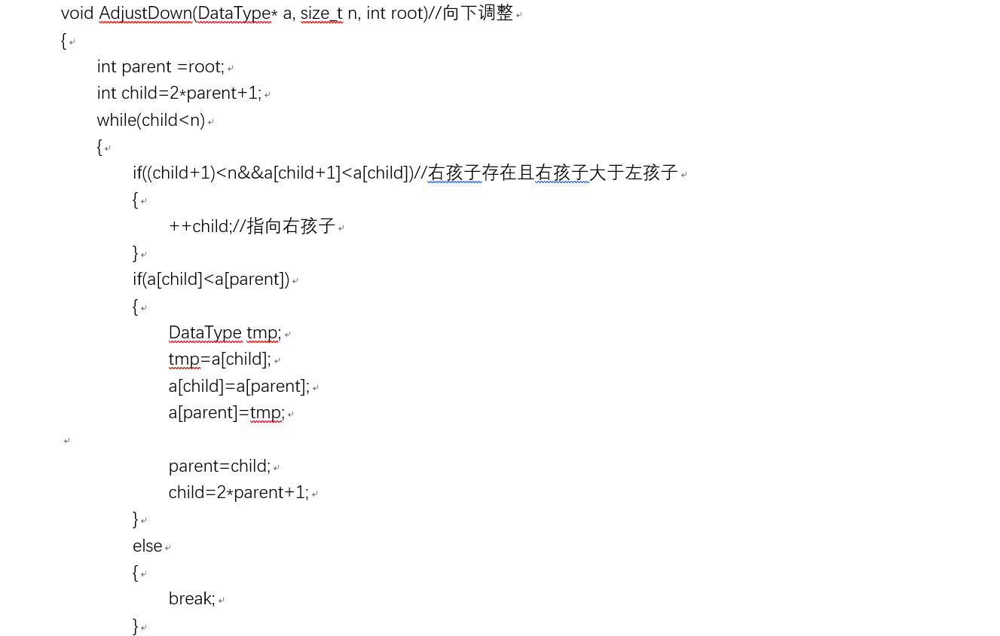 void AdjustDown(DataType* a, size_t n, int root)//向下调整
{
int parent =root;
int child=2*parent+1;
while(child<n)
{
if((child+1)<n&&a[child+1]<a[child])//右孩子存在且右孩子大于左孩子
{
++child;//指向右孩子
}
if(a[child]<a[parent])
{
DataType tmp;
tmp=a[child];
a[child]=a[parent];
a[parent]=tmp;
parent=child;
child=2*parent+1;
}
else
{
break;
}